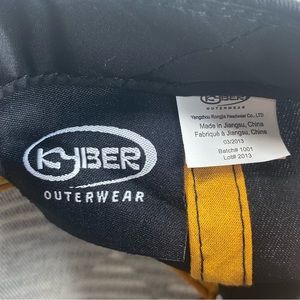 KYBER
OUTERWEAR
KYBER
OUTERWEAR
Yangzhou Rongjia Headwear Co., LTD
Made in Jiangsu, China
Fabriqué à Jiangsu, China
03/2013
Batch# 1001
Lot# 2013